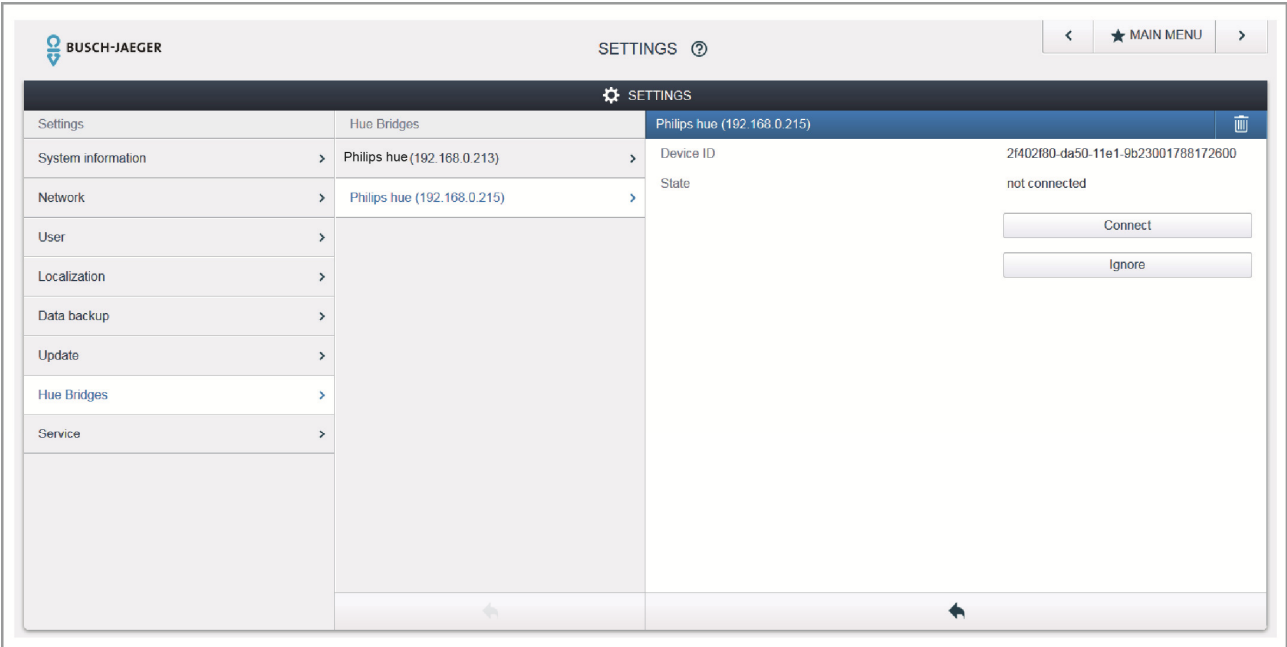 BUSCH-JAEGER
SETTINGS ?
MAIN MENU
SETTINGS
Settings
System information
Network
User
Localization
Data backup
Update
Hue Bridges
Service
Hue Bridges
Philips hue (192.168.0.213)
Philips hue (192.168.0.215)
Philips hue (192.168.0.215)
Device ID 2f402f80-da50-11e1-9b23001788172600
State not connected
Connect
Ignore